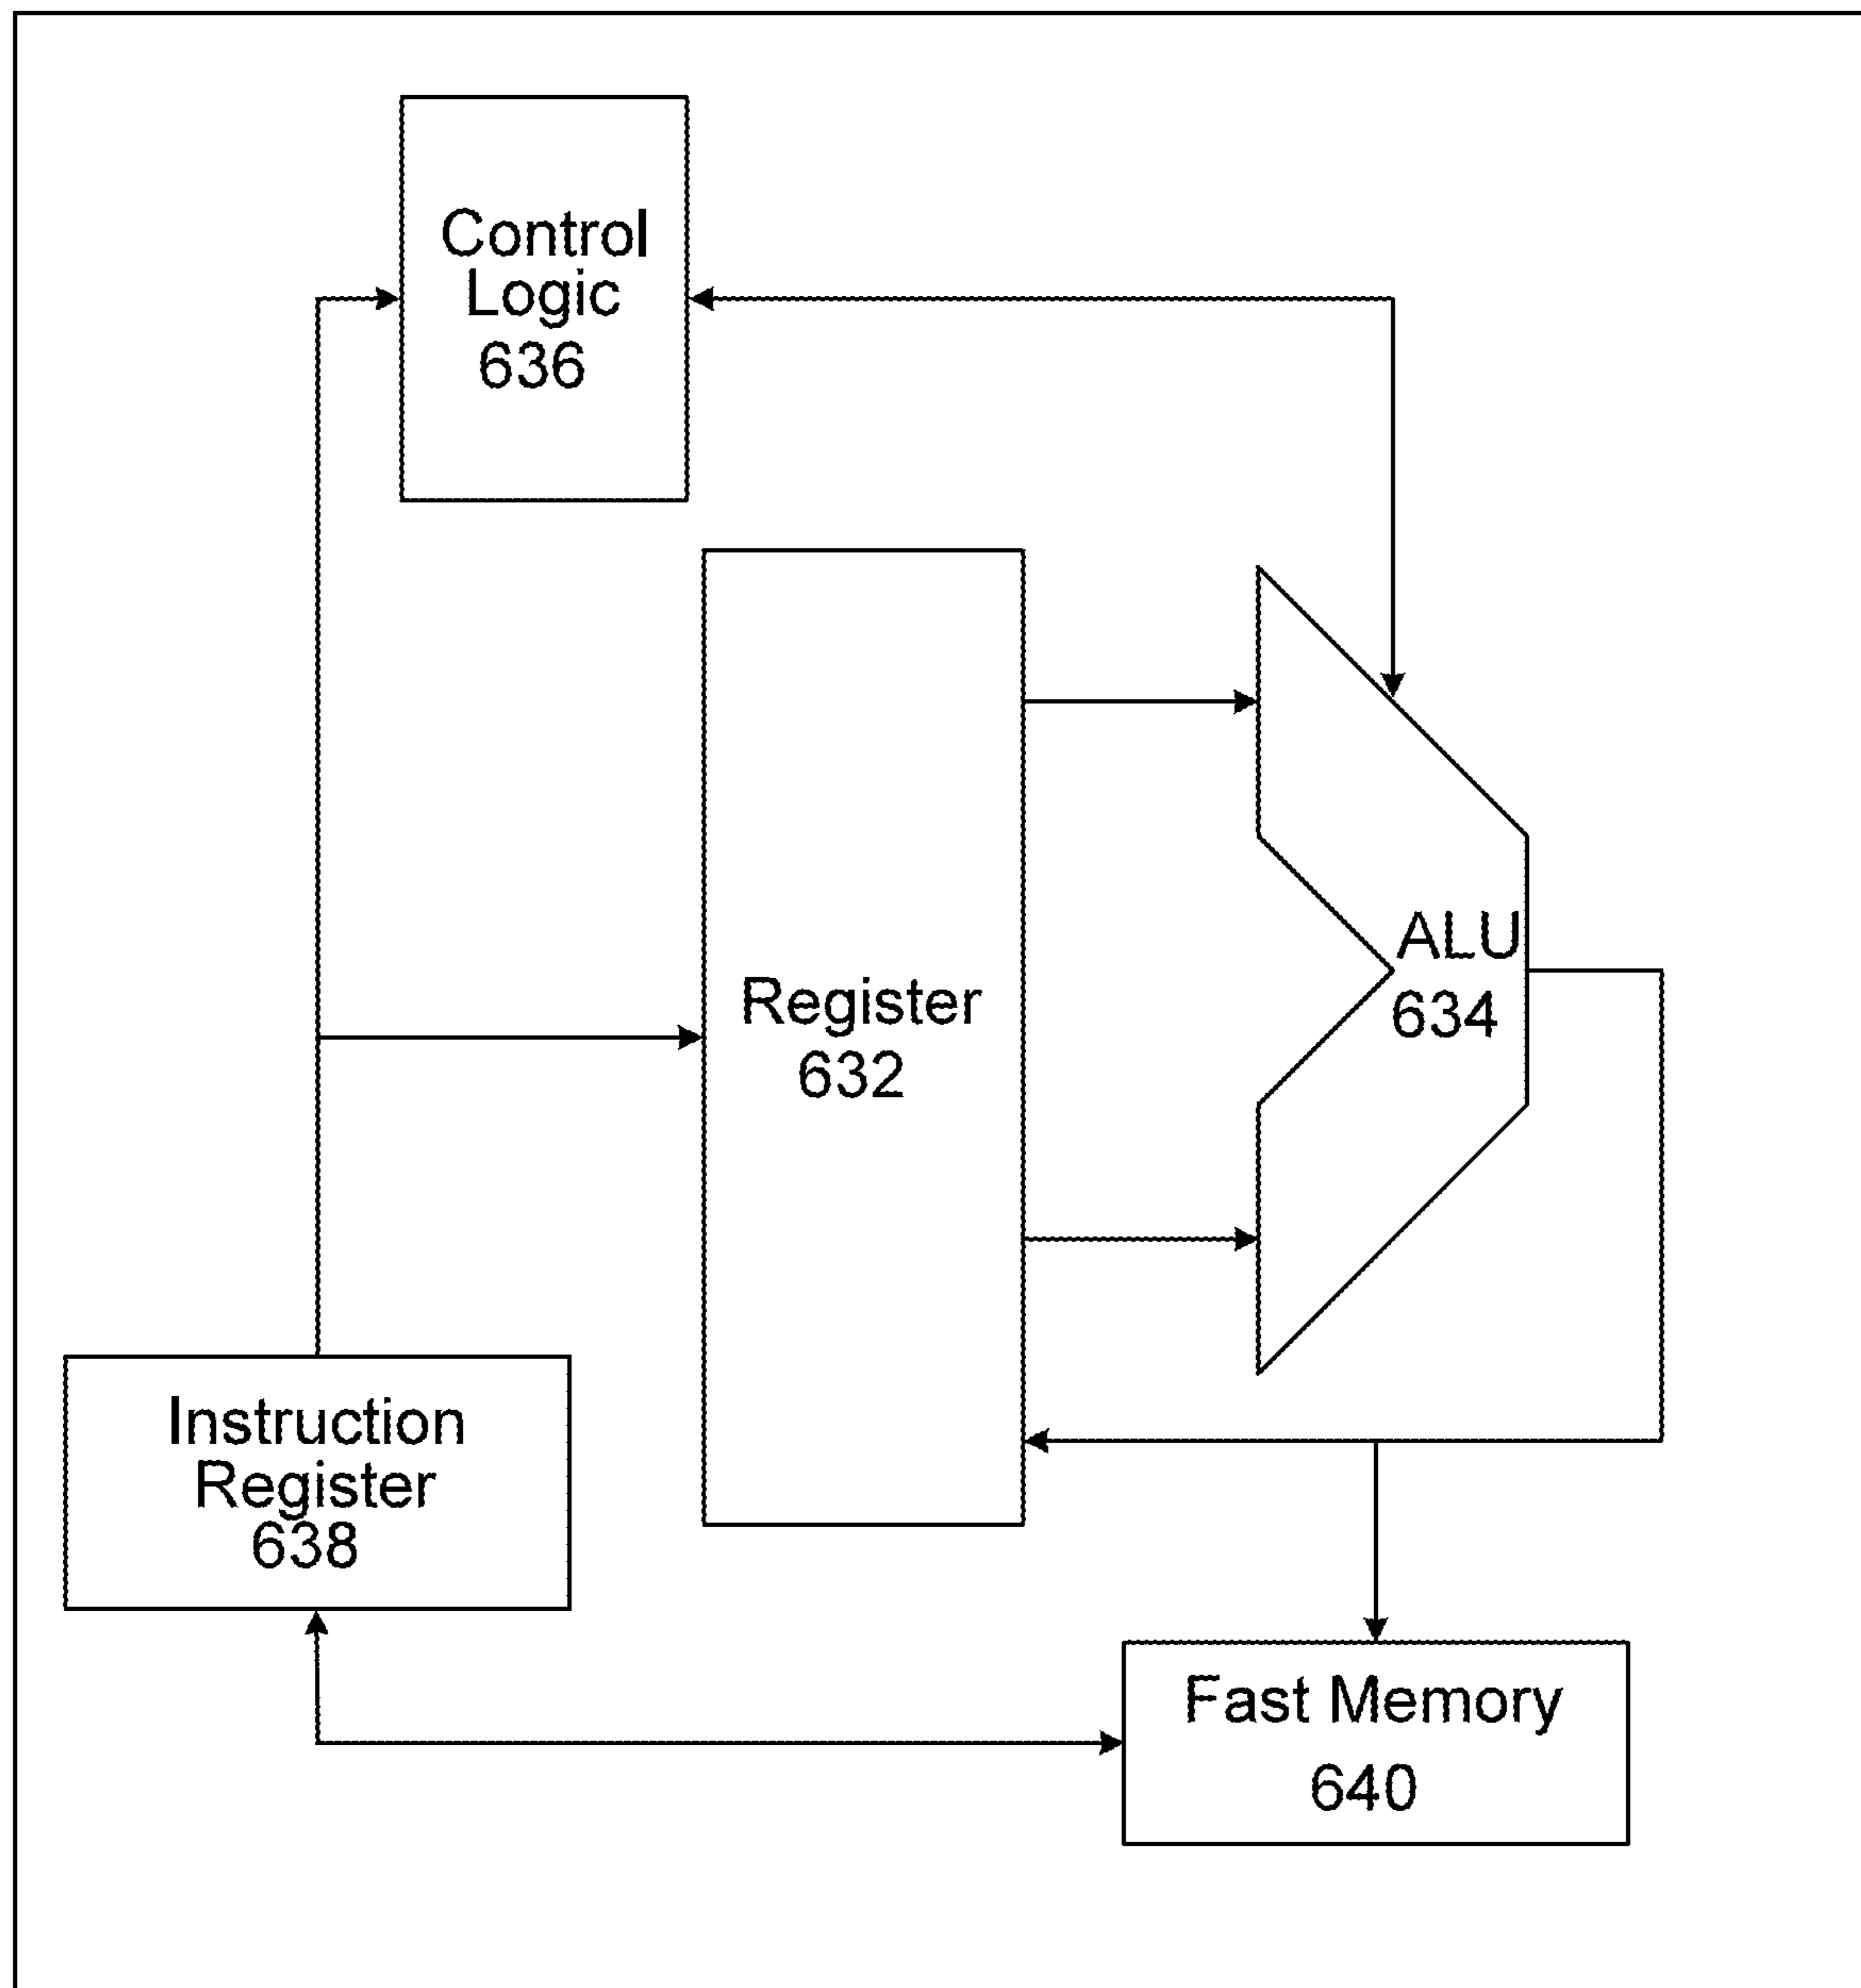 Control
Logic
636
ALU
634
Register
632
Instruction
Register
638
Fast Memory
640